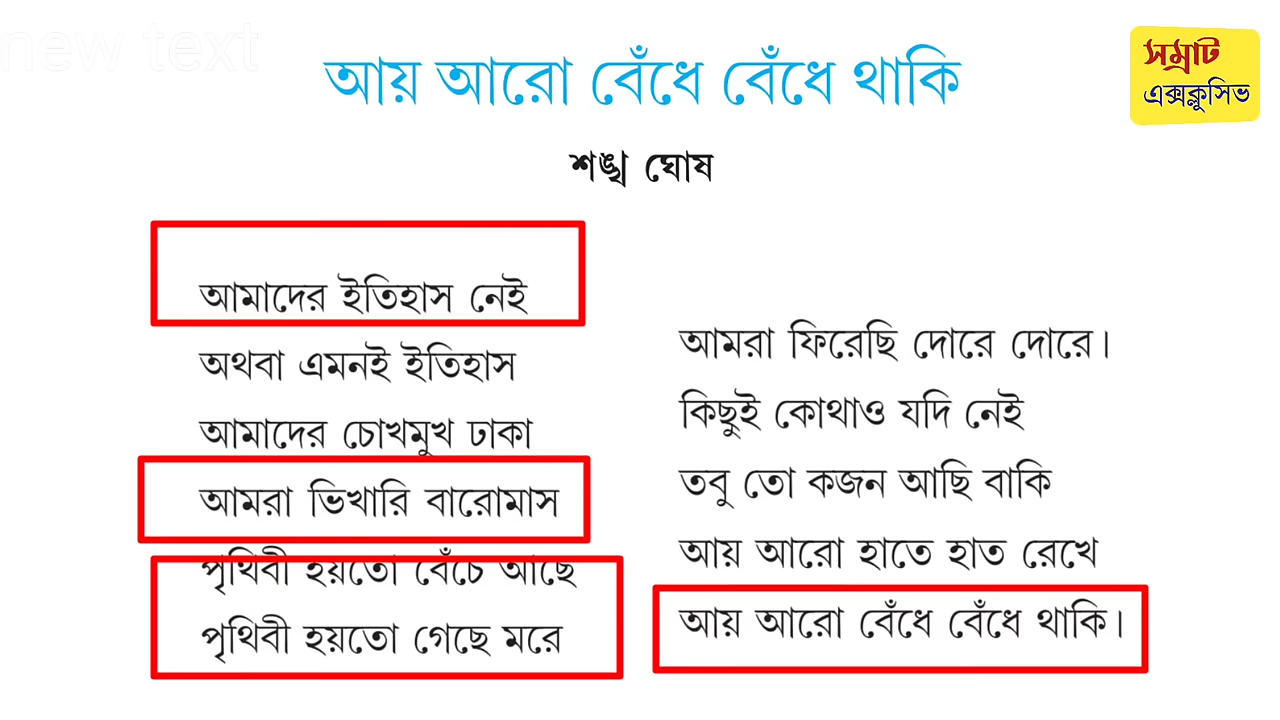 new text
আয় আরো বেঁধে বেঁধে থাকি
সম্রাট
এক্সক্লুসিভ
শঙ্খ ঘোষ
আমাদের ইতিহাস নেই
অথবা এমনই ইতিহাস
আমাদের চোখমুখ ঢাকা
আমরা ভিখারি বারোমাস
পৃথিবী হয়তো বেঁচে আছে
পৃথিবী হয়তো গেছে মরে
আমরা ফিরেছি দোরে দোরে।
কিছুই কোথাও যদি নেই
তবু তো কজন আছি বাকি
আয় আরো হাতে হাত রেখে
আয় আরো বেঁধে বেঁধে থাকি।